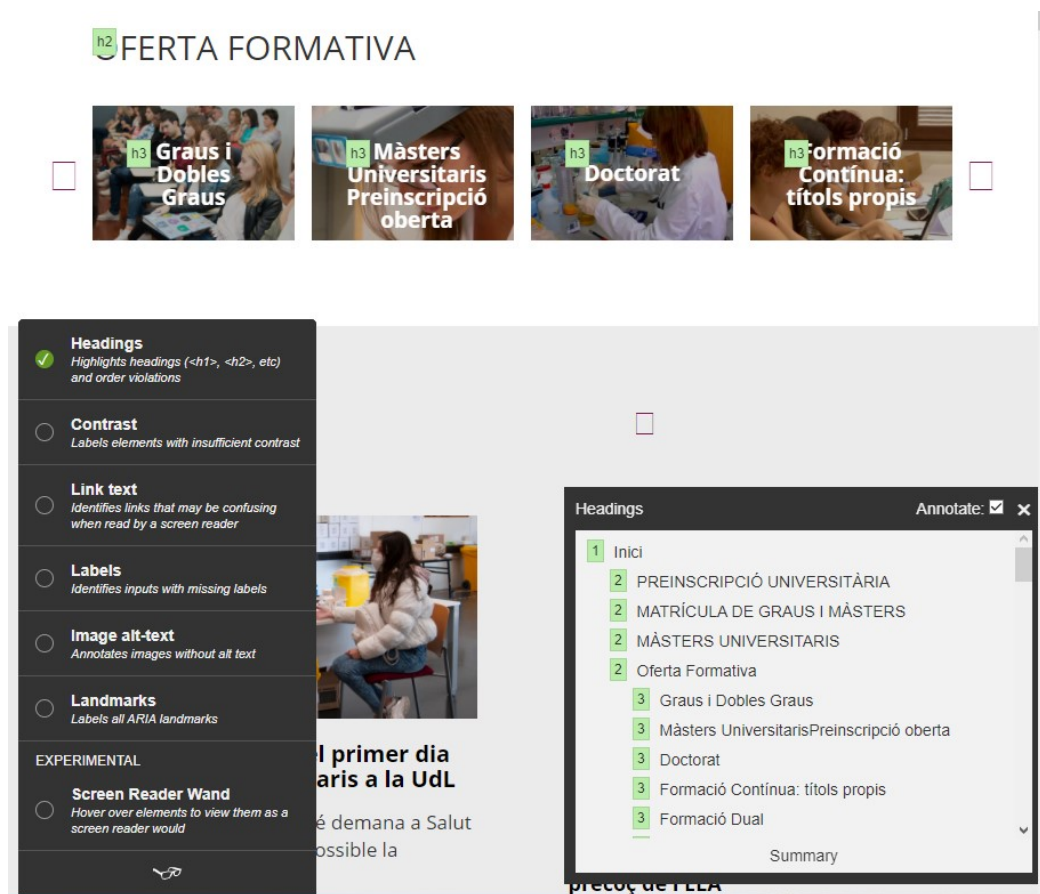 h2 OFERTA FORMATIVA
h3 Graus i
Dobles
Graus
h3 Màsters
Universitaris
Preinscripció
oberta
h3
Doctorat
h3 Formació
Contínua:
títols propis
Headings
Highlights headings (<h1>, <h2>, etc)
and order violations
Contrast
Labels elements with insufficient contrast
Link text
Identifies links that may be confusing
when read by a screen reader
Labels
Identifies inputs with missing labels
Image alt-text
Annotates images without alt text
Landmarks
Labels all ARIA landmarks
EXPERIMENTAL
Screen Reader Wand
Hover over elements to view them as a
screen reader would
l primer dia
aris a la UdL
é demana a Salut
ossible la
Headings Annotate:
1 Inici
2 PREINSCRIPCIÓ UNIVERSITÀRIA
2 MATRÍCULA DE GRAUS I MÀSTERS
2 MÀSTERS UNIVERSITARIS
2 Oferta Formativa
3 Graus i Dobles Graus
3 Màsters UniversitarisPreinscripció oberta
3 Doctorat
3 Formació Contínua: títols propis
3 Formació Dual
Summary
precoç de l'ELA